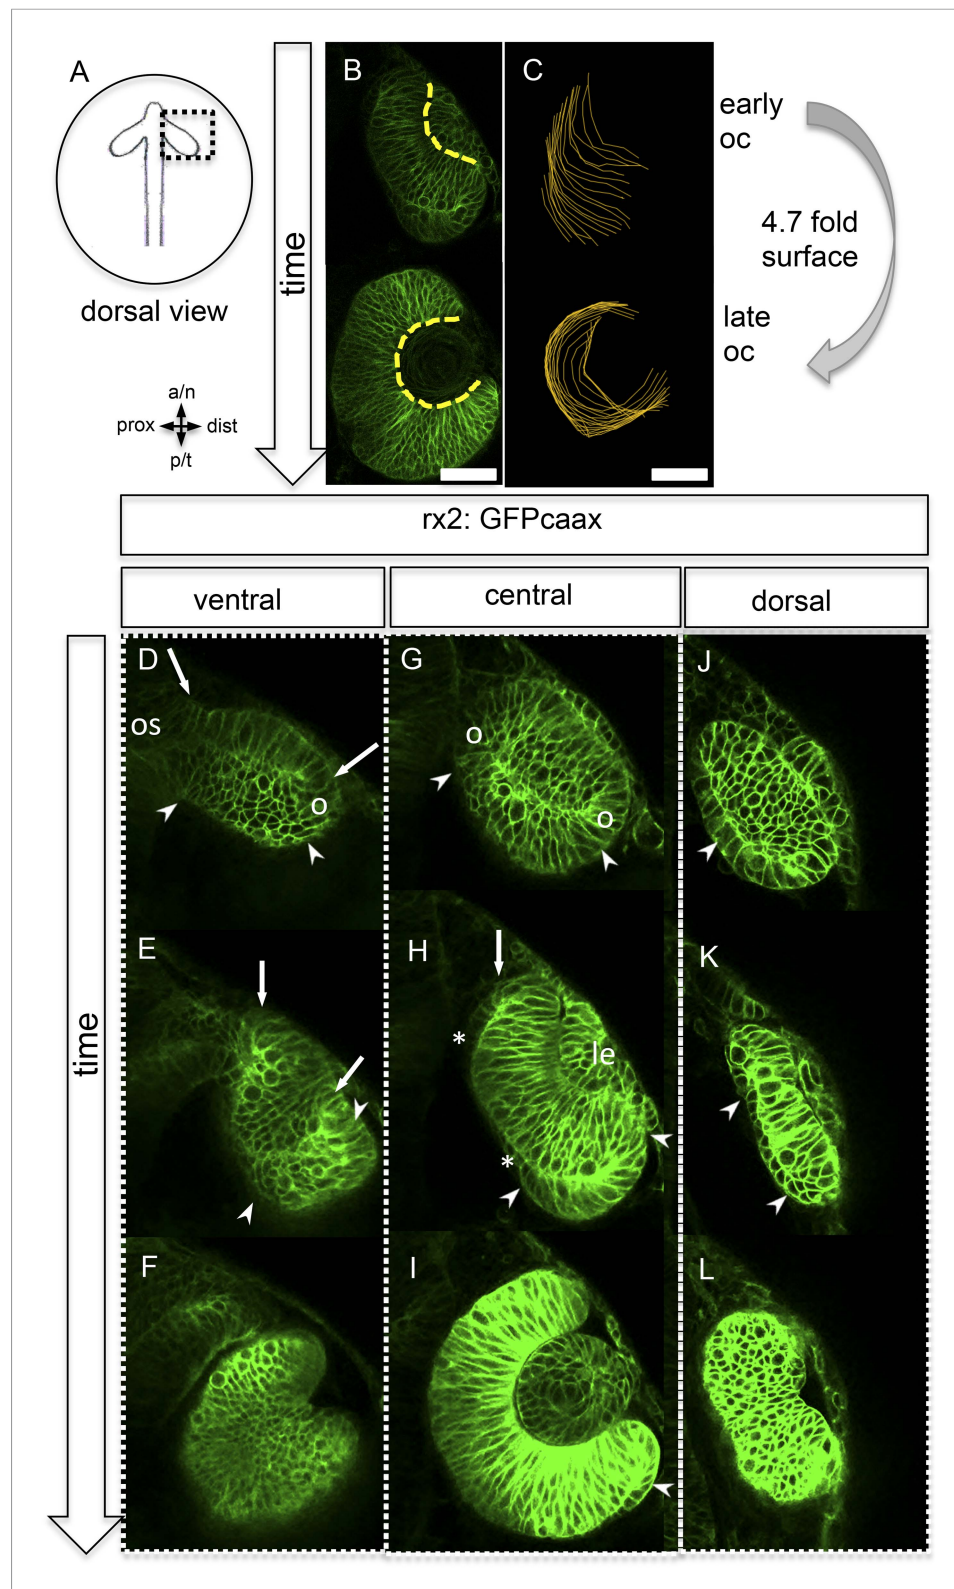 A
dorsal view
a/n
prox dist
p/t
time
B
C
early
oc
4.7 fold
surface
late
oc
rx2: GFPcaax
ventral
central
dorsal
time
D
os
o
G
o
o
J
E
H
*
le
*
K
F
I
L